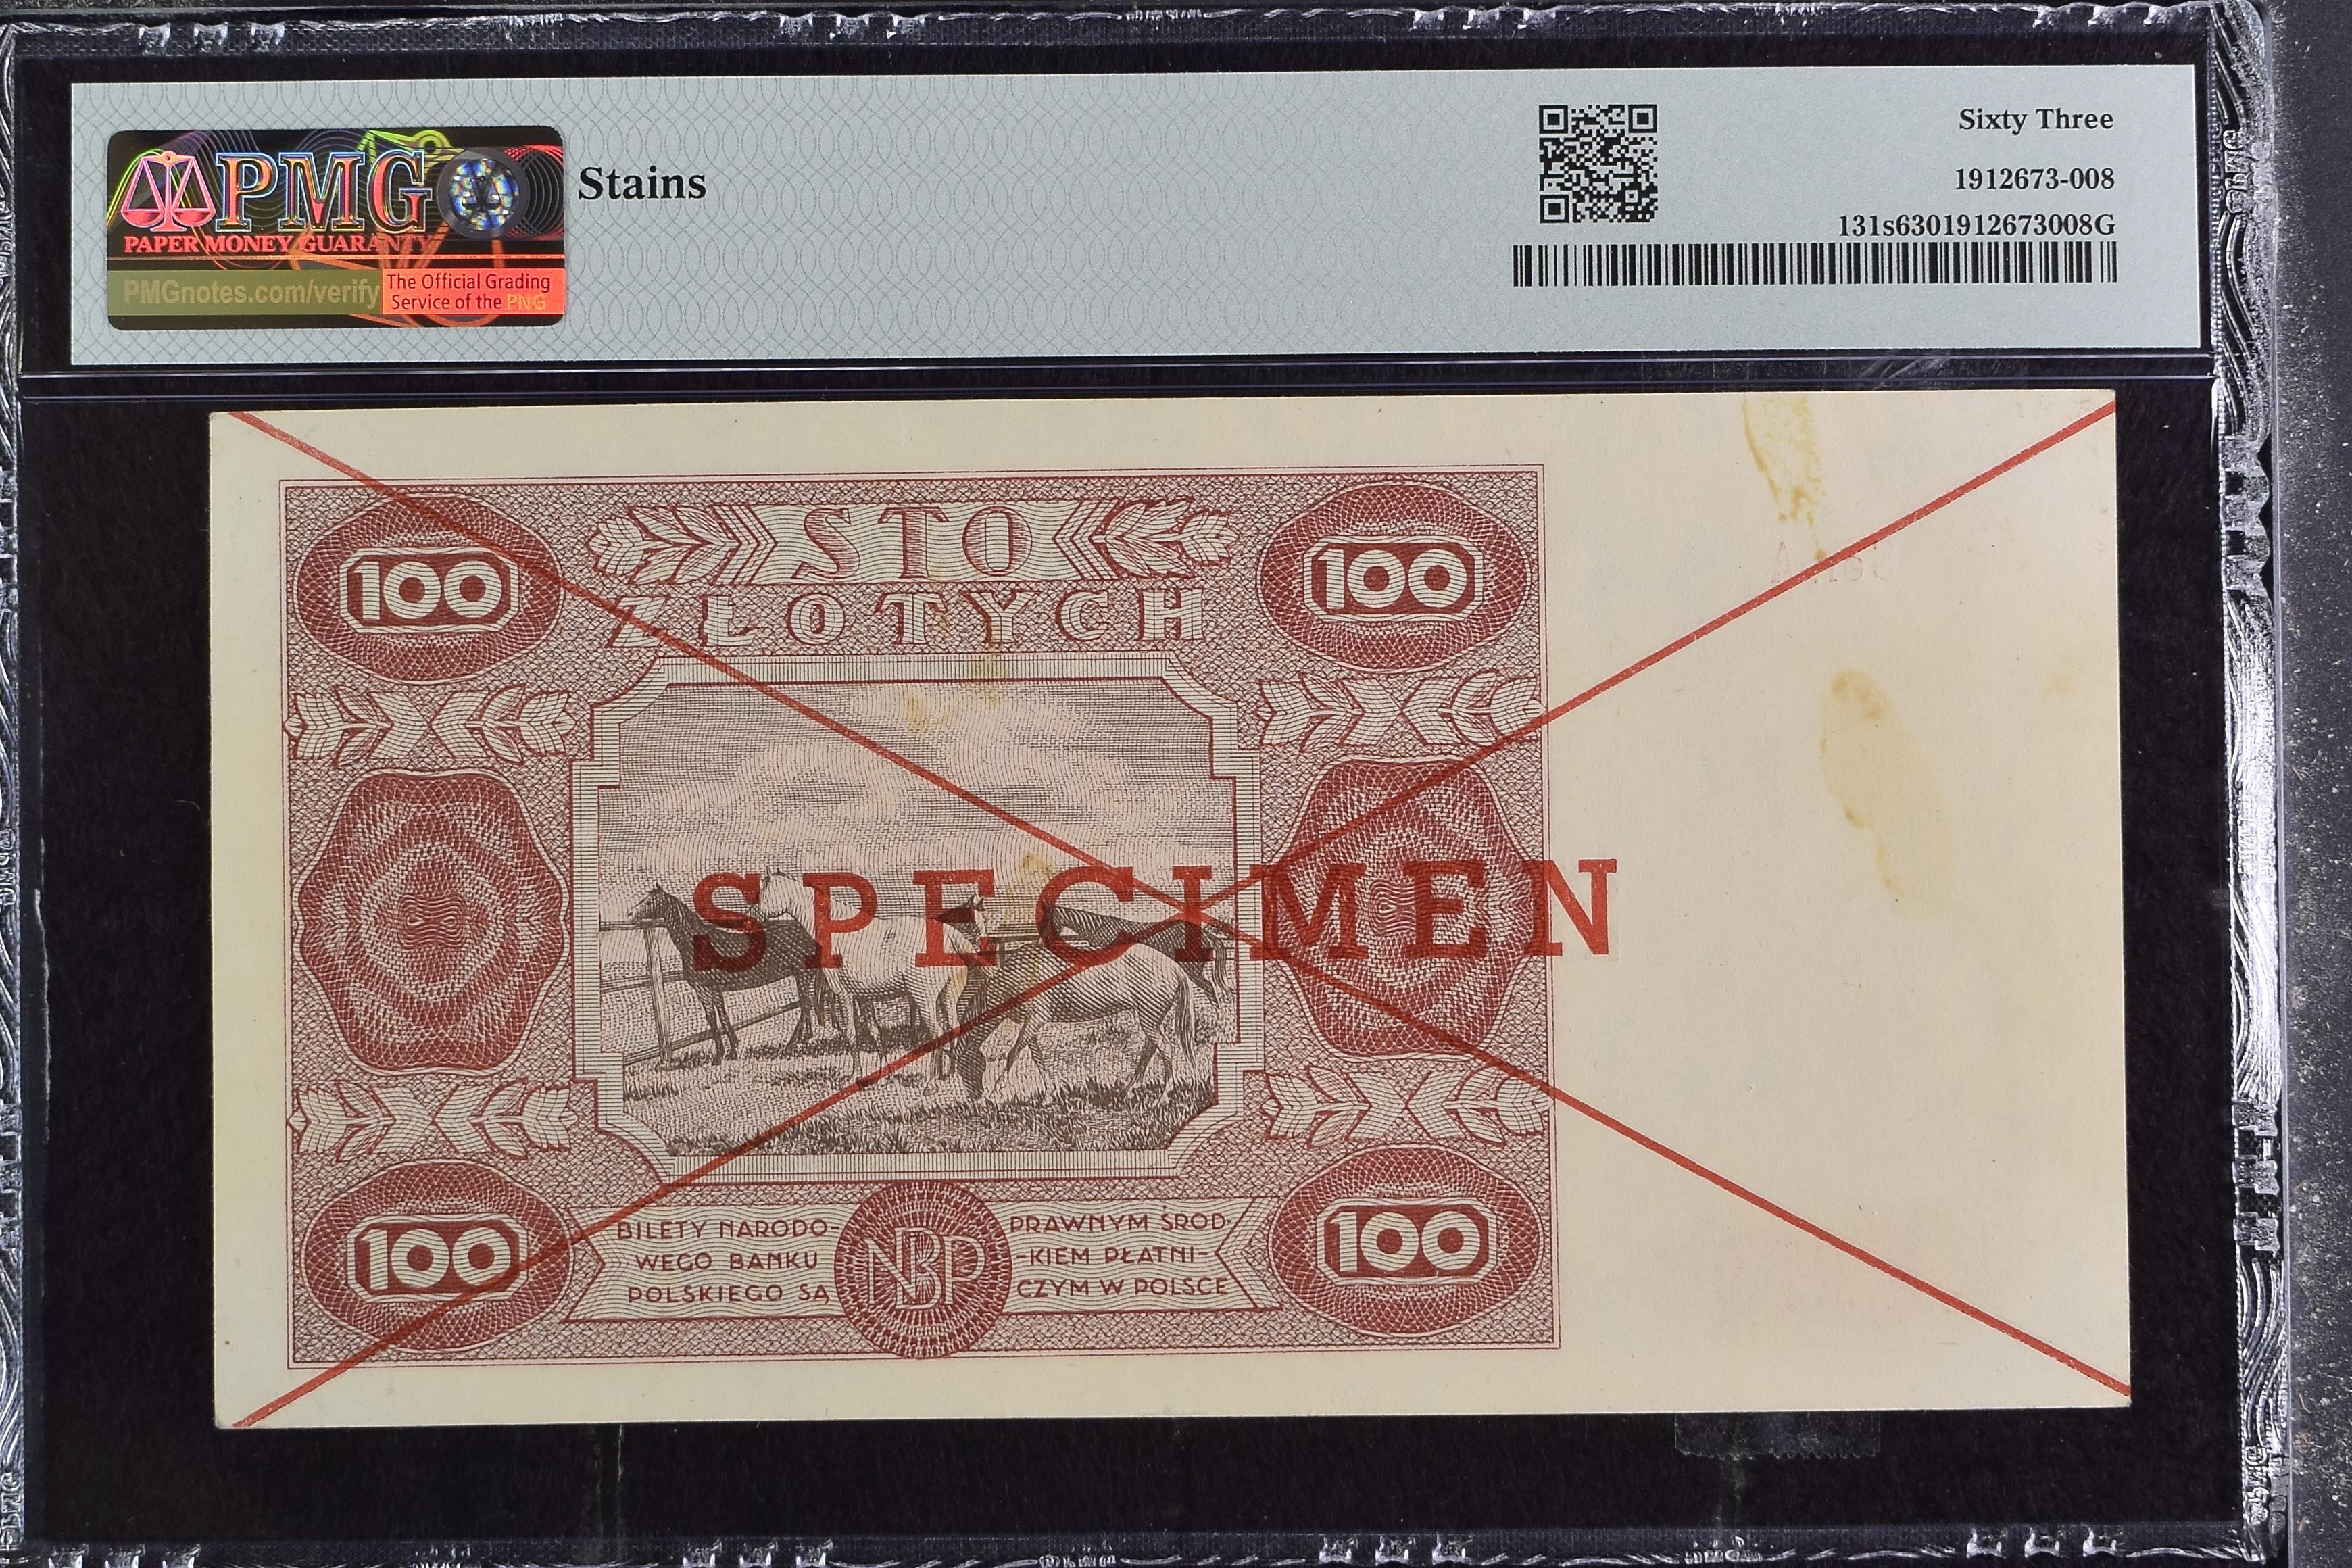 PMG
PAPER MONEY GUARANTY
PMGnotes.com/verify
The Official Grading
Service of the PNG
Stains
Sixty Three
1912673-008
131s6301912673008G
STO
ZŁOTYCH
100
100
SPECIMEN
100
100
BILETY NARODO-
WEGO BANKU
POLSKIEGO SĄ
NBP
PRAWNYM ŚROD-
-KIEM PŁATNI-
CZYM W POLSCE